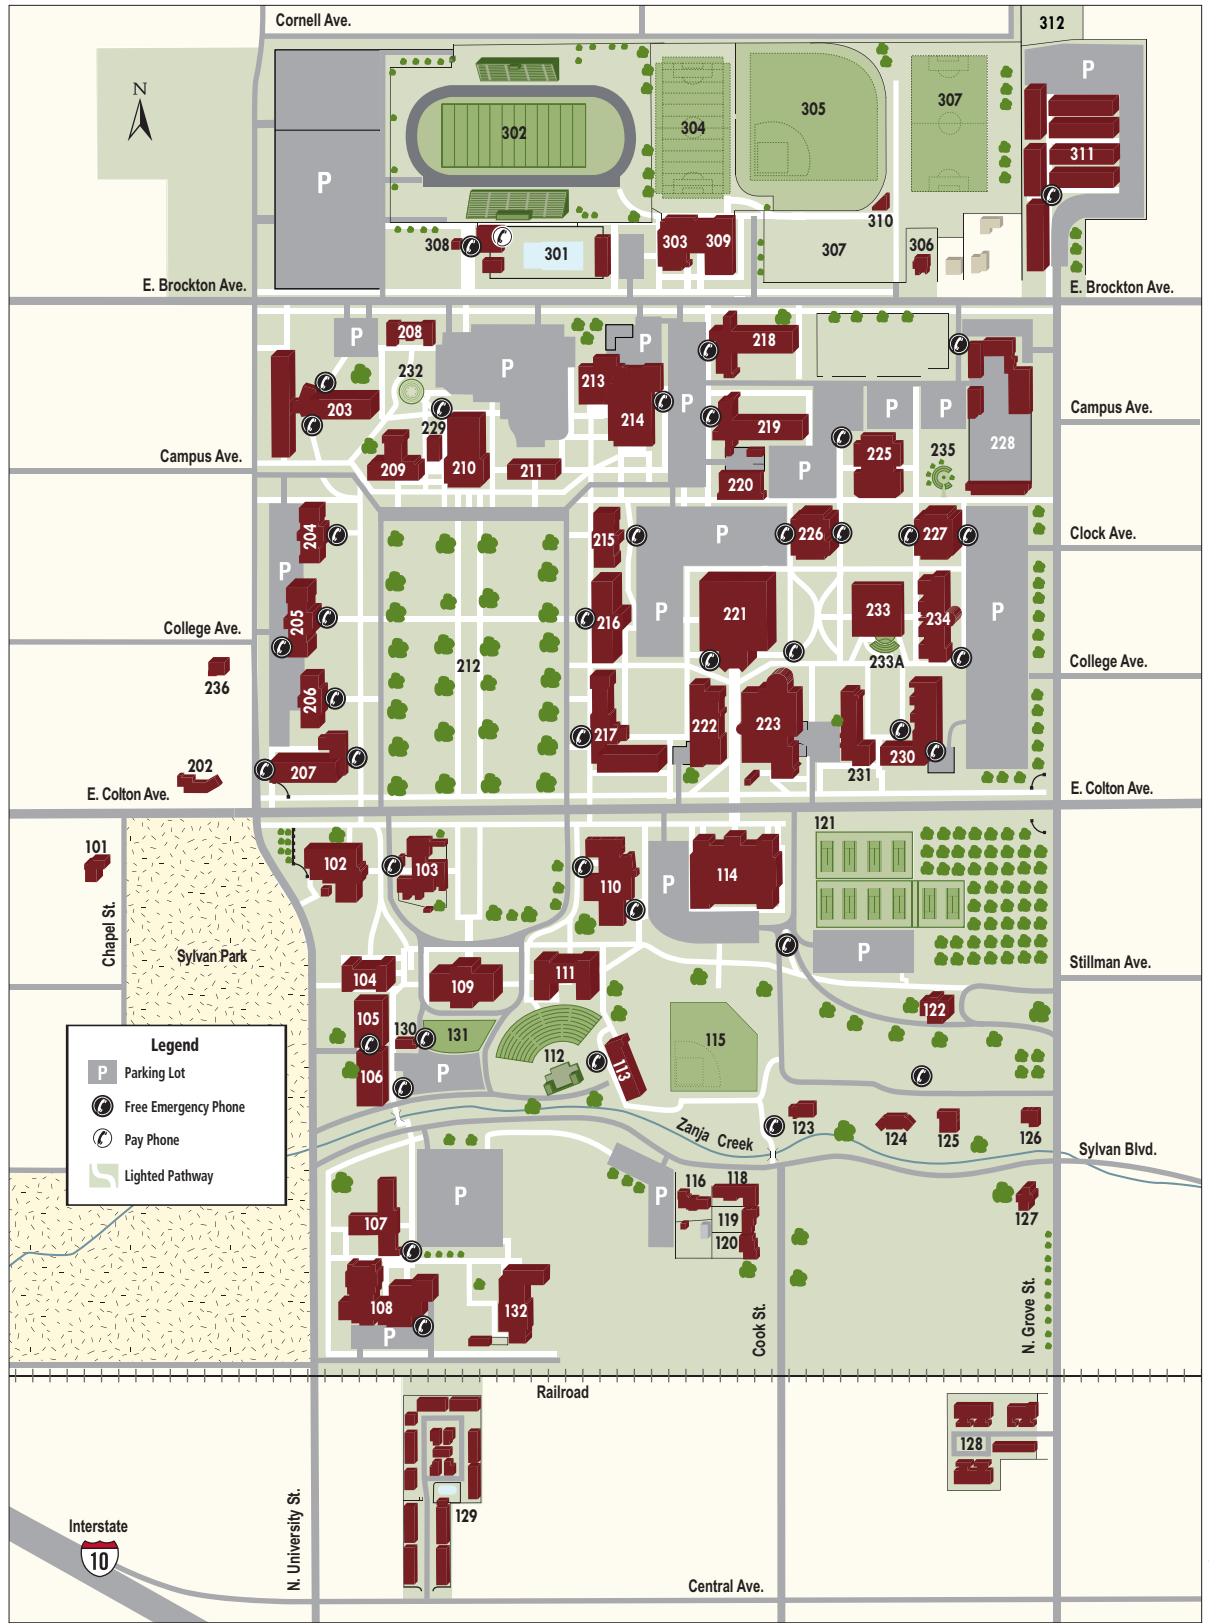 Cornell Ave.
312
N
P
302
304
305
307
P
311
P
310
308
301
303
309
307
306
E. Brockton Ave.
E. Brockton Ave.
208
P
218
P
P
232
213
203
214
P
219
P
P
Campus Ave.
229
225
235
228
Campus Ave.
209
210
211
220
P
204
215
P
226
227
Clock Ave.
P
205
216
P
221
233
234
P
College Ave.
212
233A
College Ave.
236
206
217
222
223
230
231
202
207
E. Colton Ave.
E. Colton Ave.
121
101
102
103
110
P
114
Chapel St.
Sylvan Park
P
Stillman Ave.
104
109
111
105
122
130
131
115
Legend
P Parking Lot
Free Emergency Phone
Pay Phone
Lighted Pathway
112
113
106
P
123
124
125
126
Zanja Creek
Sylvan Blvd.
P
116
118
P
119
127
107
120
108
132
P
Cook St.
N. Grove St.
Railroad
128
129
N. University St.
Interstate
10
Central Ave.